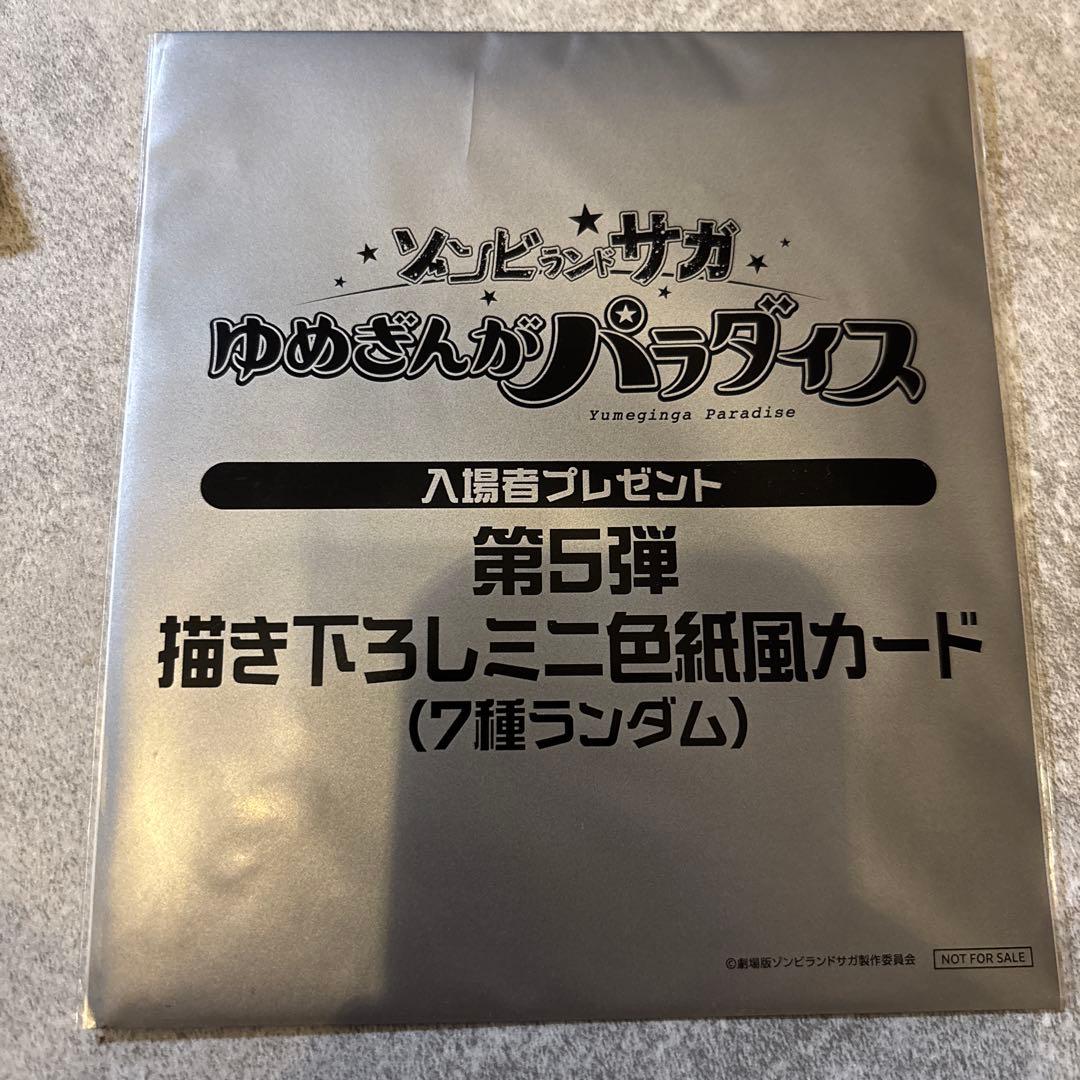 ゾンビランドサガ
ゆめぎんがパラダイス
Yumeginga Paradise
入場者プレゼント
第5弾
描き下ろしミニ色紙風カード
(7種ランダム)
©劇場版ゾンビランドサガ製作委員会
NOT FOR SALE